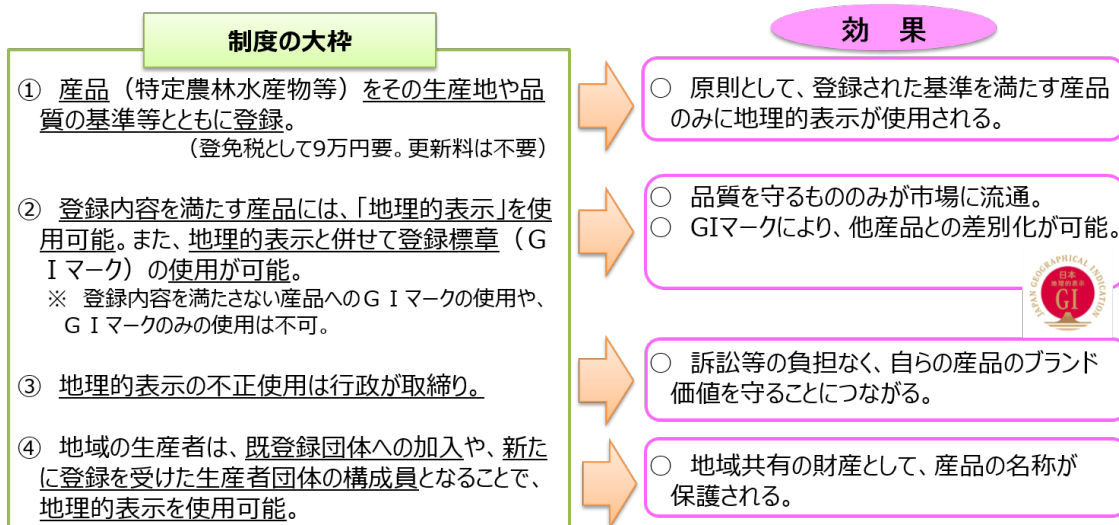 制度の大枠
① 産品（特定農林水産物等）をその生産地や品
質の基準等とともに登録。
（登免税として9万円要。更新料は不要）
② 登録内容を満たす産品には、「地理的表示」を使
用可能。また、地理的表示と併せて登録標章（Ｇ
Ｉマーク）の使用が可能。
※ 登録内容を満たさない産品へのＧＩマークの使用や、
ＧＩマークのみの使用は不可。
③ 地理的表示の不正使用は行政が取締り。
④ 地域の生産者は、既登録団体への加入や、新た
に登録を受けた生産者団体の構成員となることで、
地理的表示を使用可能。
効 果
○ 原則として、登録された基準を満たす産品
のみに地理的表示が使用される。
○ 品質を守るもののみが市場に流通。
○ GIマークにより、他産品との差別化が可能。
JAPAN GEOGRAPHICAL INDICATION
日本
地理的表示
GI
○ 訴訟等の負担なく、自らの産品のブランド
価値を守ることにつながる。
○ 地域共有の財産として、産品の名称が
保護される。